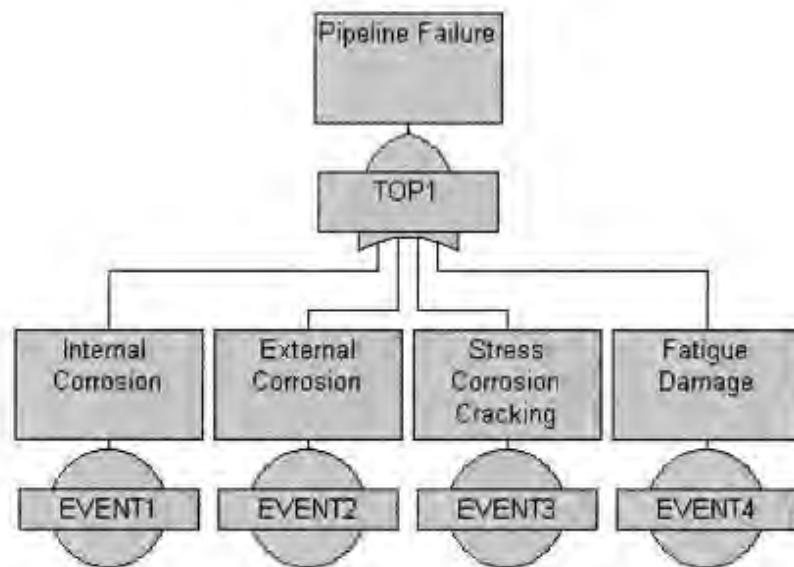 Pipeline Failure
TOP1
Internal
Corrosion
External
Corrosion
Stress
Corrosion
Cracking
Fatigue
Damage
EVENT1
EVENT2
EVENT3
EVENT4